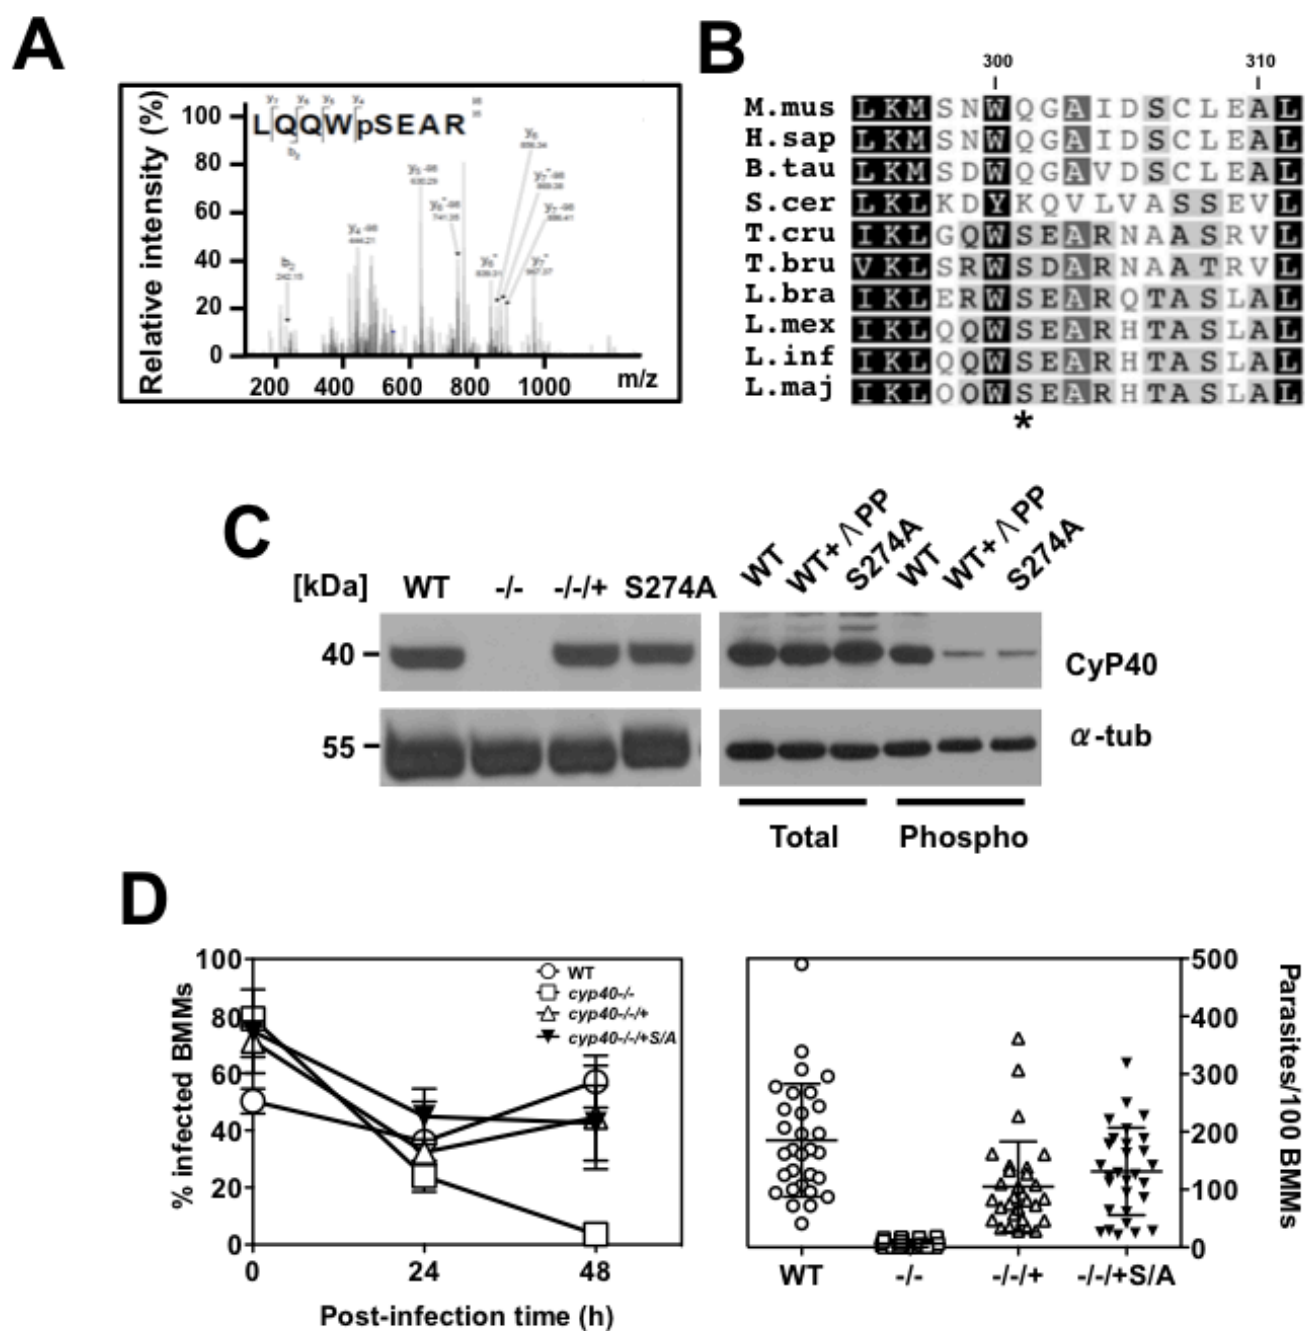 A
Relative intensity (%)
100
80
60
40
20
0
LQQWpSEAR
200 400 600 800 1000 m/z
B
300 310
M.mus LKMSNWQGAIDSCLEAL
H.sap LKMSNWQGAIDSCLEAL
B.tau LKMSDWQGAVDSCLEAL
S.cer LKLKDYKQVLVASSEVL
T.cru IKLGQWSEARNAASRVL
T.bru VKLSRWSDARNAATRVL
L.bra IKLERWSEARQTASLAL
L.mex IKLQQWSEARHTASLAL
L.inf IKLQQWSEARHTASLAL
L.maj IKLQQWSEARHTASLAL
*
C
[kDa] WT -/- -/-/+ S274A
WT WT+ΛPP S274A WT WT+ΛPP S274A
40
CyP40
55
α-tub
Total Phospho
D
% infected BMMs
100
80
60
40
20
0
WT
cyp40-/-
cyp40-/-/+
cyp40-/-/+S/A
0 24 48
Post-infection time (h)
500
400
300
200
100
0
Parasites/100 BMMs
WT -/- -/-/+ -/-/+S/A